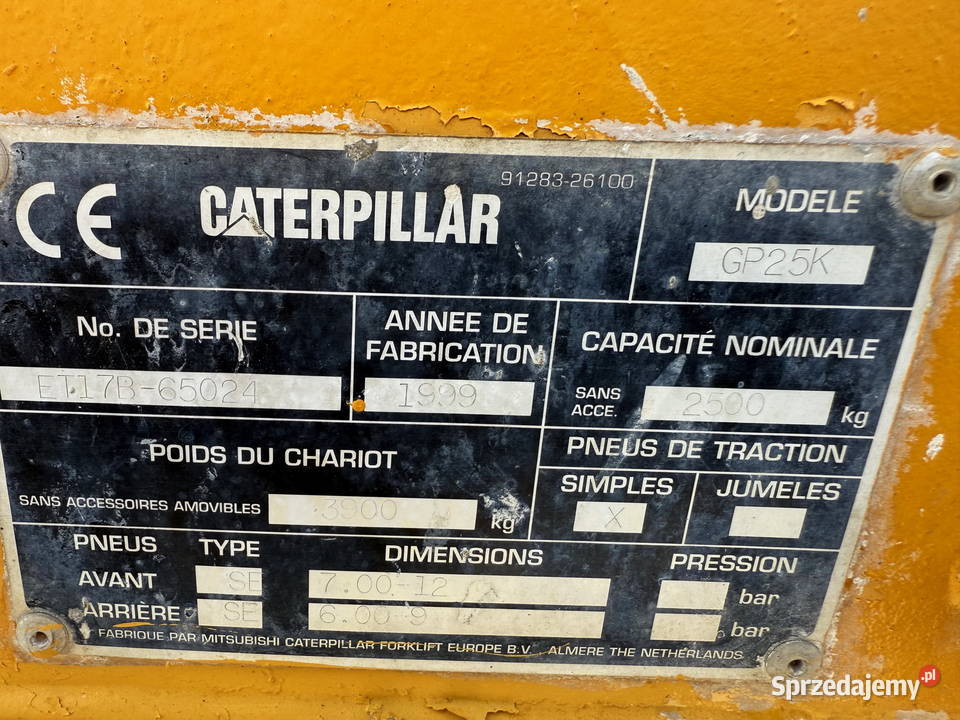 CE
CATERPILLAR
91283-26100
MODELE
GP25K
No. DE SERIE
ET17B-65024
ANNEE DE
FABRICATION
1999
CAPACITÉ NOMINALE
SANS
ACCE.
2500 kg
POIDS DU CHARIOT
SANS ACCESSOIRES AMOVIBLES 3900 kg
PNEUS DE TRACTION
SIMPLES JUMELES
X
PNEUS TYPE DIMENSIONS PRESSION
AVANT SE 7.00-12 bar
ARRIÈRE SE 6.00-9 bar
FABRIQUE PAR MITSUBISHI CATERPILLAR FORKLIFT EUROPE B.V. ALMERE THE NETHERLANDS
Sprzedajemy.pl